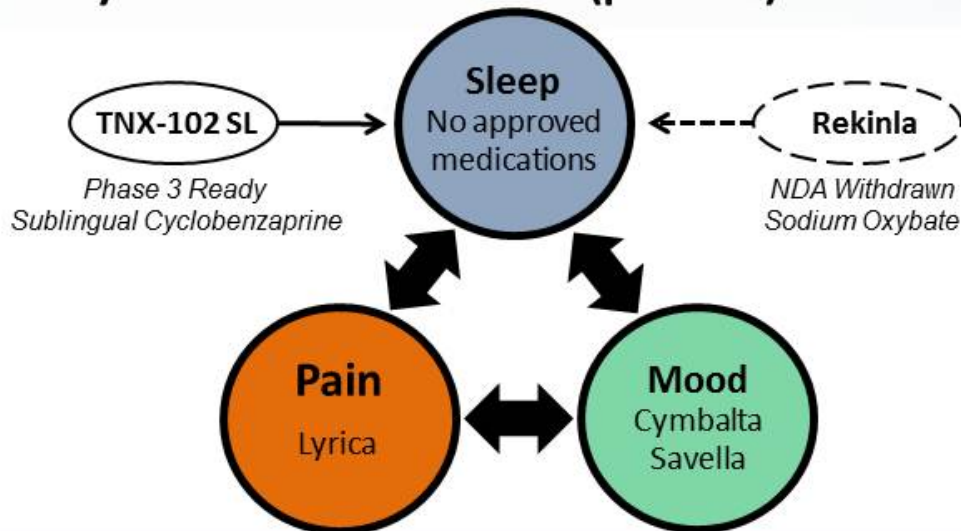 Sleep
No approved
medications
TNX-102 SL
Phase 3 Ready
Sublingual Cyclobenzaprine
Rekinla
NDA Withdrawn
Sodium Oxybate
Pain
Lyrica
Mood
Cymbalta
Savella